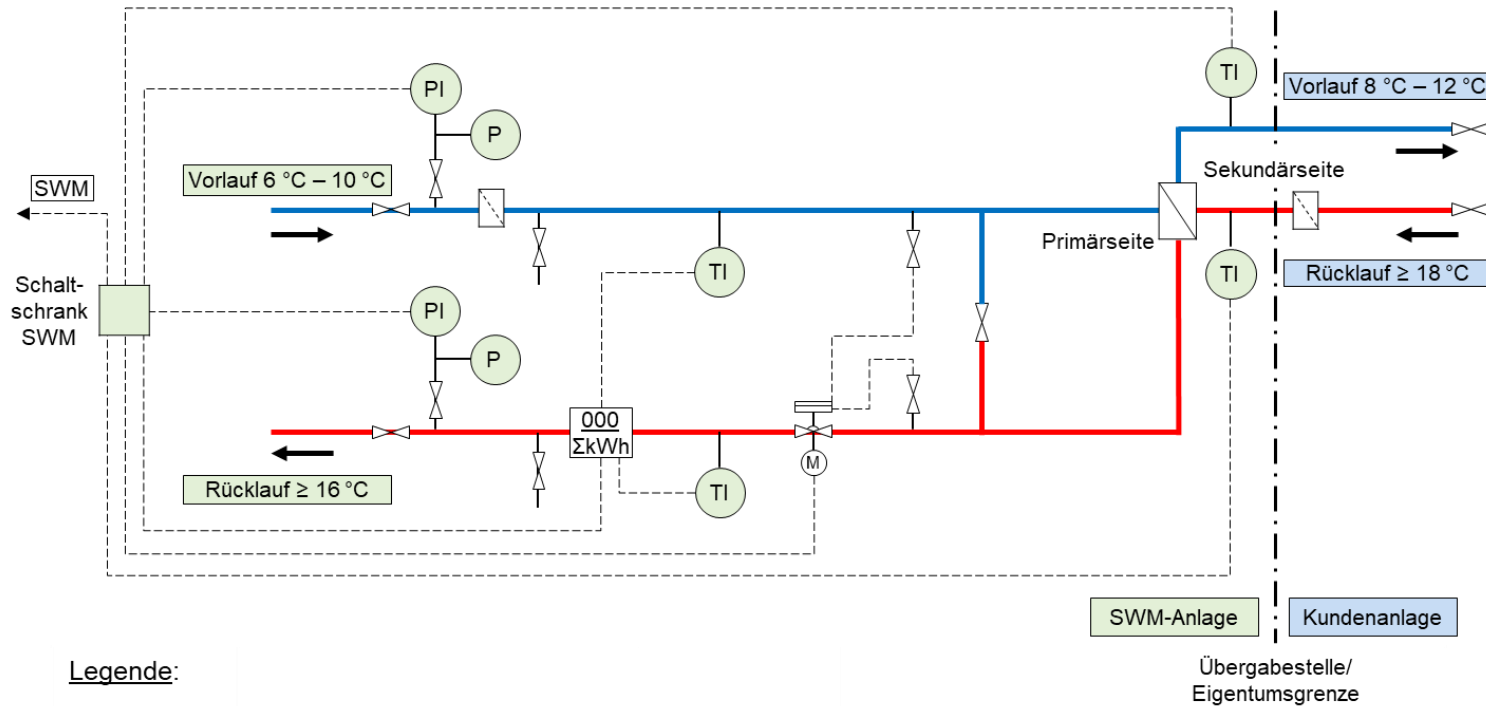 PI
TI
Vorlauf 8 °C – 12 °C
P
SWM
Vorlauf 6 °C – 10 °C
Sekundärseite
Primärseite
TI
TI
Rücklauf ≥ 18 °C
Schalt-
schrank
SWM
PI
P
000
ΣkWh
M
Rücklauf ≥ 16 °C
TI
SWM-Anlage
Kundenanlage
Legende:
Übergabestelle/
Eigentumsgrenze